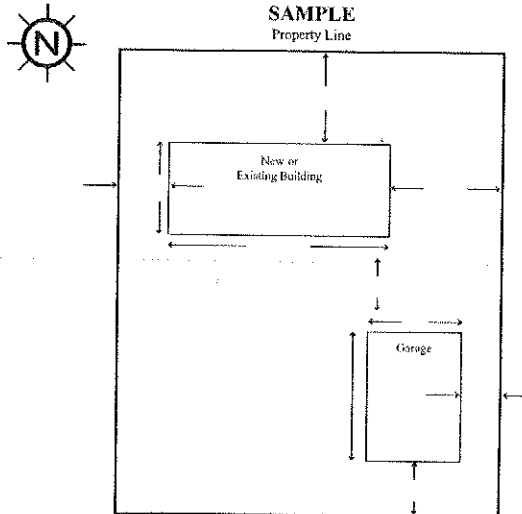 SAMPLE
Property Line
N
New or
Existing Building
Garage